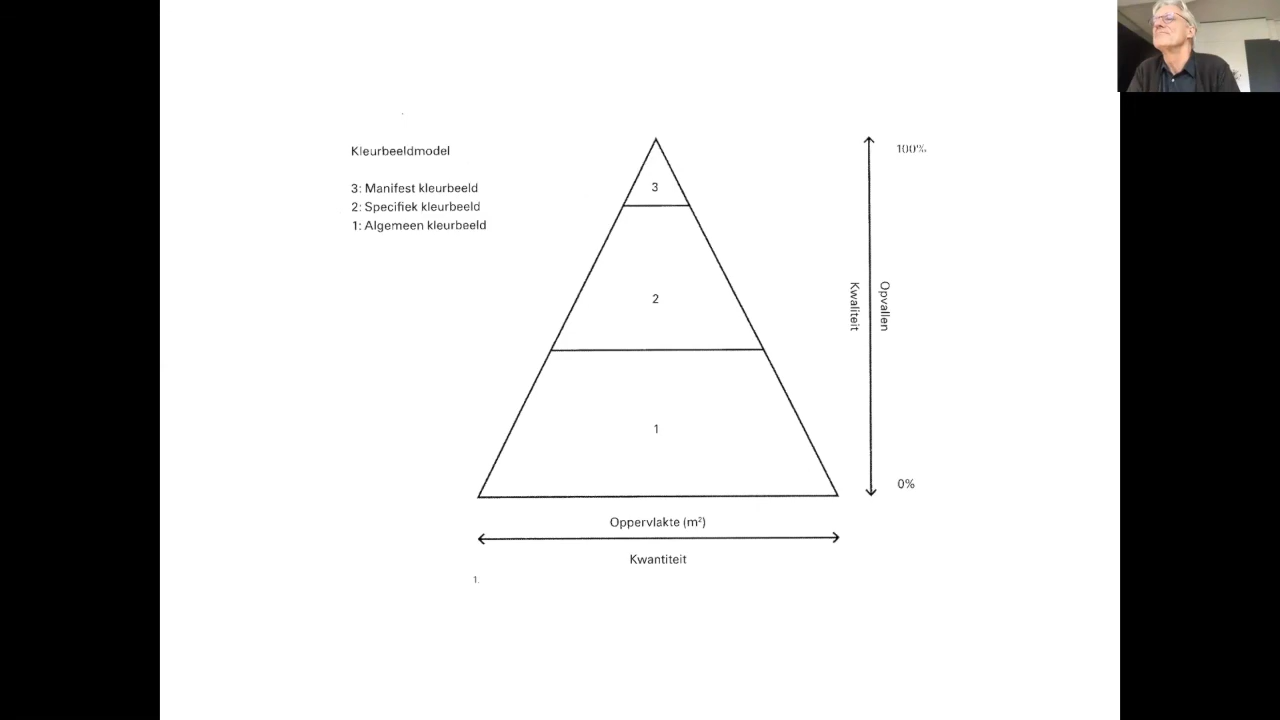 Kleurbeeldmodel
3: Manifest kleurbeeld
2: Specifiek kleurbeeld
1: Algemeen kleurbeeld
3
2
1
100%
Kwaliteit
Opvallen
0%
Oppervlakte (m²)
Kwantiteit
1.